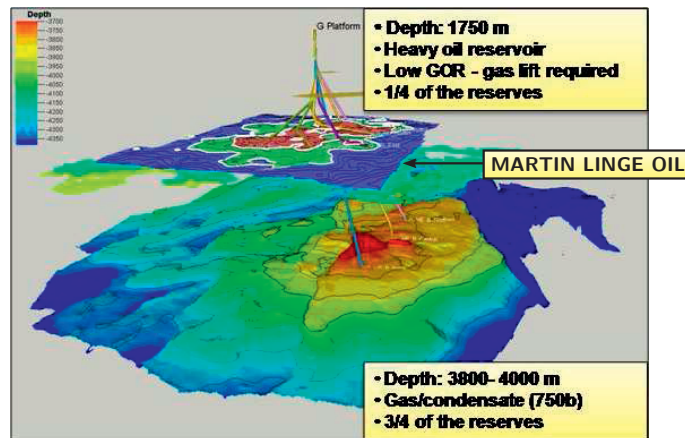 Depth
-3700
-3750
-3800
-3850
-3900
-3950
-4000
-4050
-4100
-4150
-4200
-4250
-4300
-4350
G Platform
• Depth: 1750 m
• Heavy oil reservoir
• Low GOR - gas lift required
• 1/4 of the reserves
MARTIN LINGE OIL
• Depth: 3800- 4000 m
• Gas/condensate (750b)
• 3/4 of the reserves